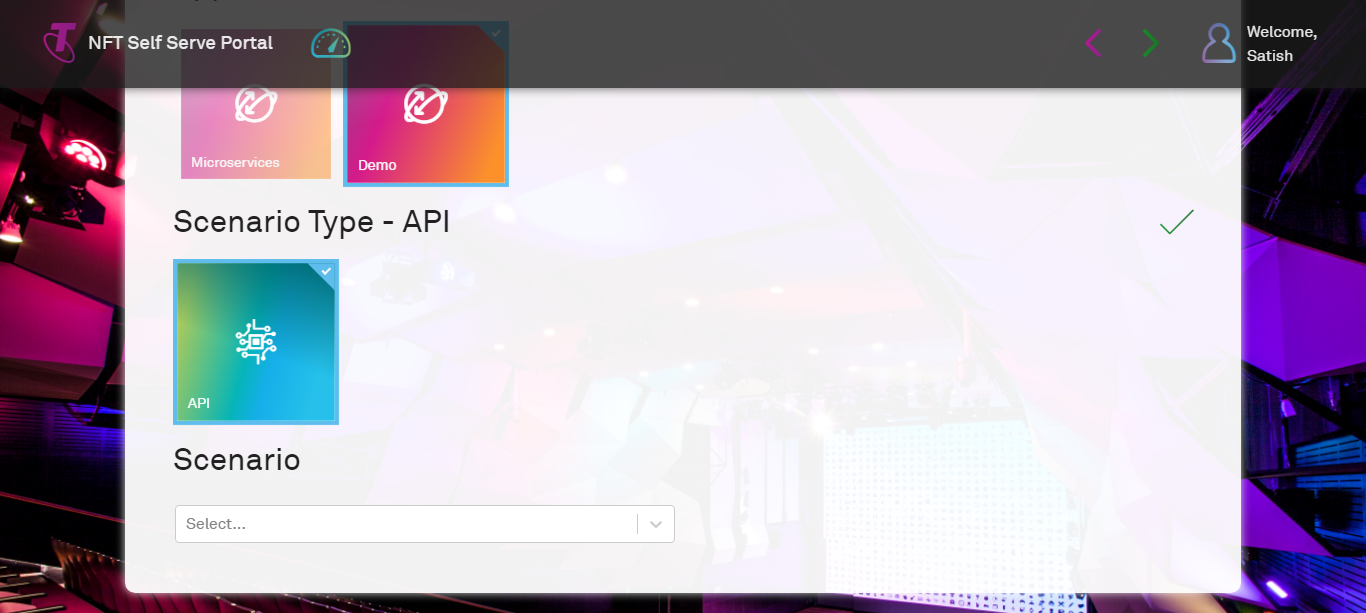 NFT Self Serve Portal
Welcome,
Satish
Microservices
Demo
Scenario Type - API
API
Scenario
Select...